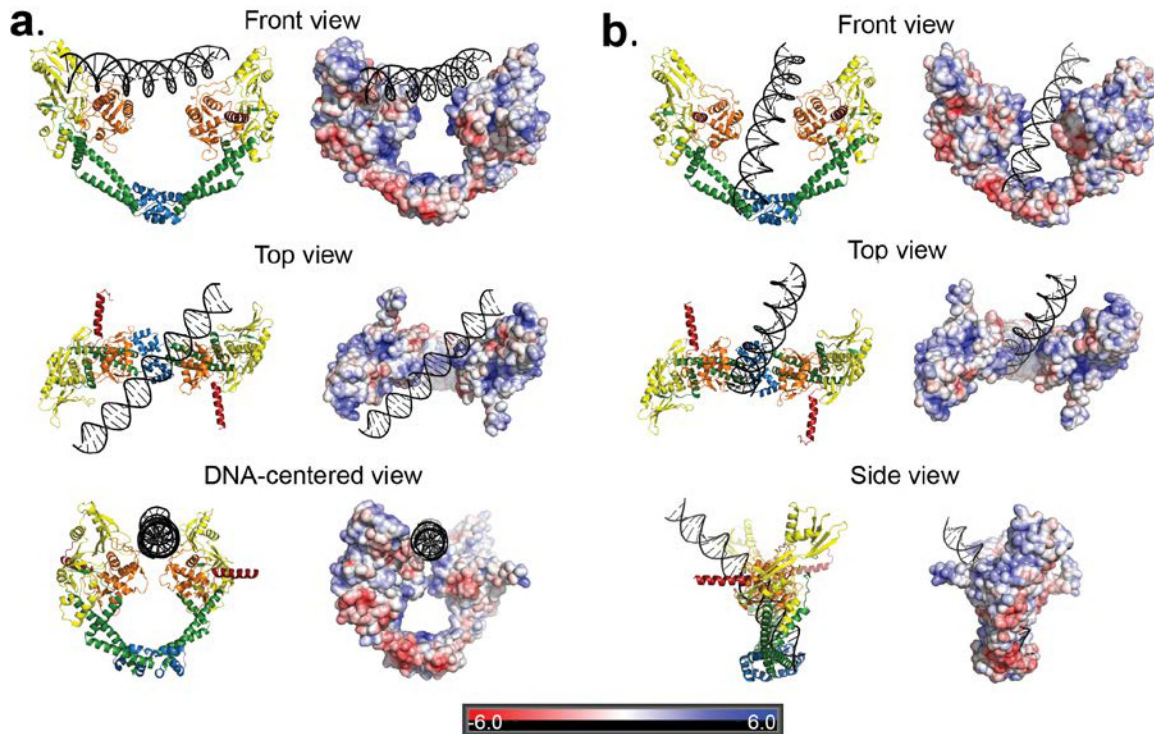 a.
Front view
Top view
DNA-centered view
b.
Front view
Top view
Side view
-6.0 6.0